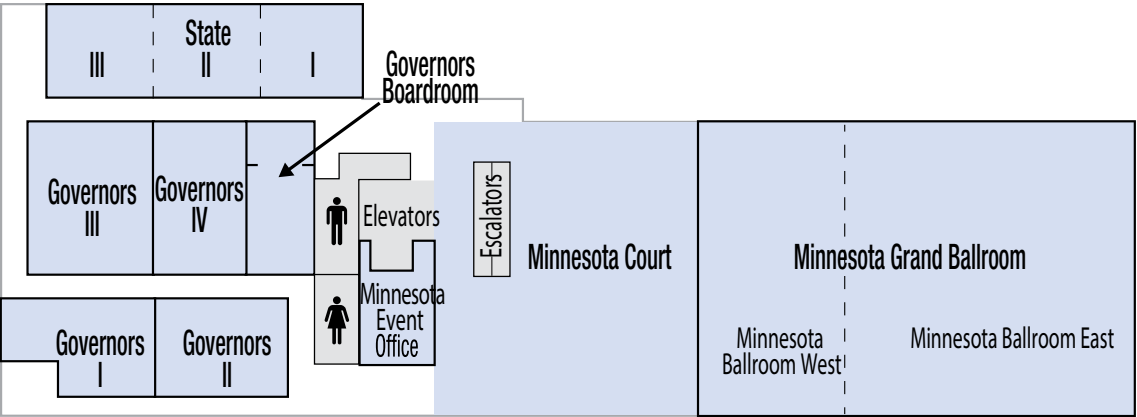 State
III
II
I
Governors
Boardroom
Governors
III
Governors
IV
Elevators
Escalators
Minnesota Court
Minnesota Grand Ballroom
Minnesota
Event
Office
Governors
I
Governors
II
Minnesota
Ballroom West
Minnesota Ballroom East